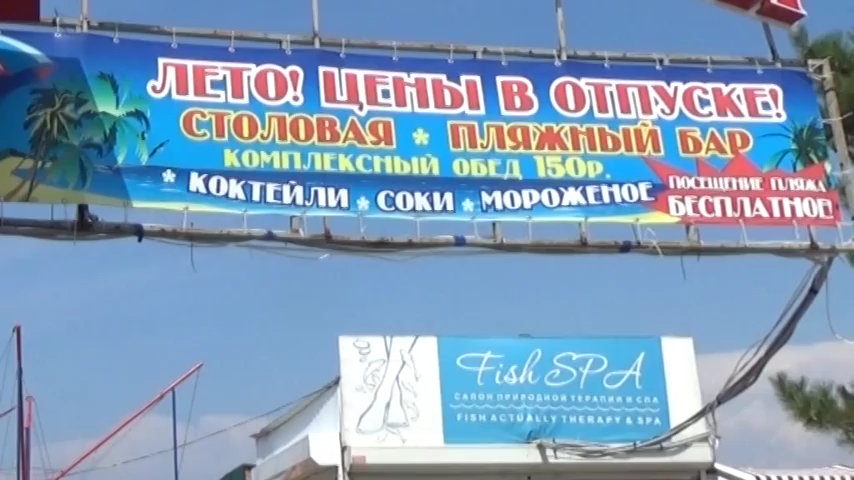 ЛЕТО! ЦЕНЫ В ОТПУСКЕ!
СТОЛОВАЯ * ПЛЯЖНЫЙ БАР
КОМПЛЕКСНЫЙ ОБЕД 150Р.
* КОКТЕЙЛИ * СОКИ * МОРОЖЕНОЕ
ПОСЕЩЕНИЕ ПЛЯЖА
БЕСПЛАТНОЕ!
Fish SPA
САЛОН ПРИРОДНОЙ ТЕРАПИИ И СПА
FISH ACTUALLY THERAPY & SPA